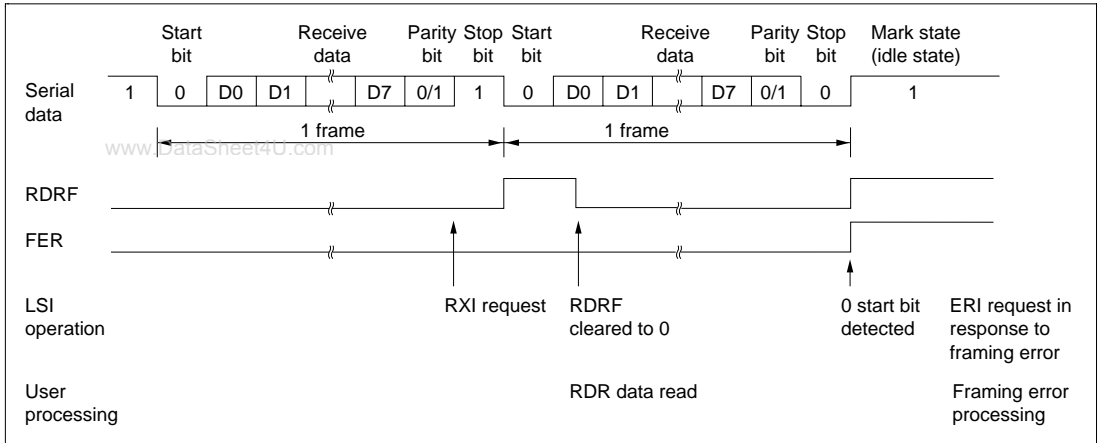 Start Receive Parity Stop Start Receive Parity Stop Mark state
bit data bit bit bit data bit bit (idle state)
Serial data 1 0 D0 D1 D7 0/1 1 0 D0 D1 D7 0/1 0 1
1 frame 1 frame
www.DataSheet4U.com
RDRF
FER
LSI RXI request RDRF 0 start bit ERI request in
operation cleared to 0 detected response to
framing error
User RDR data read Framing error
processing processing